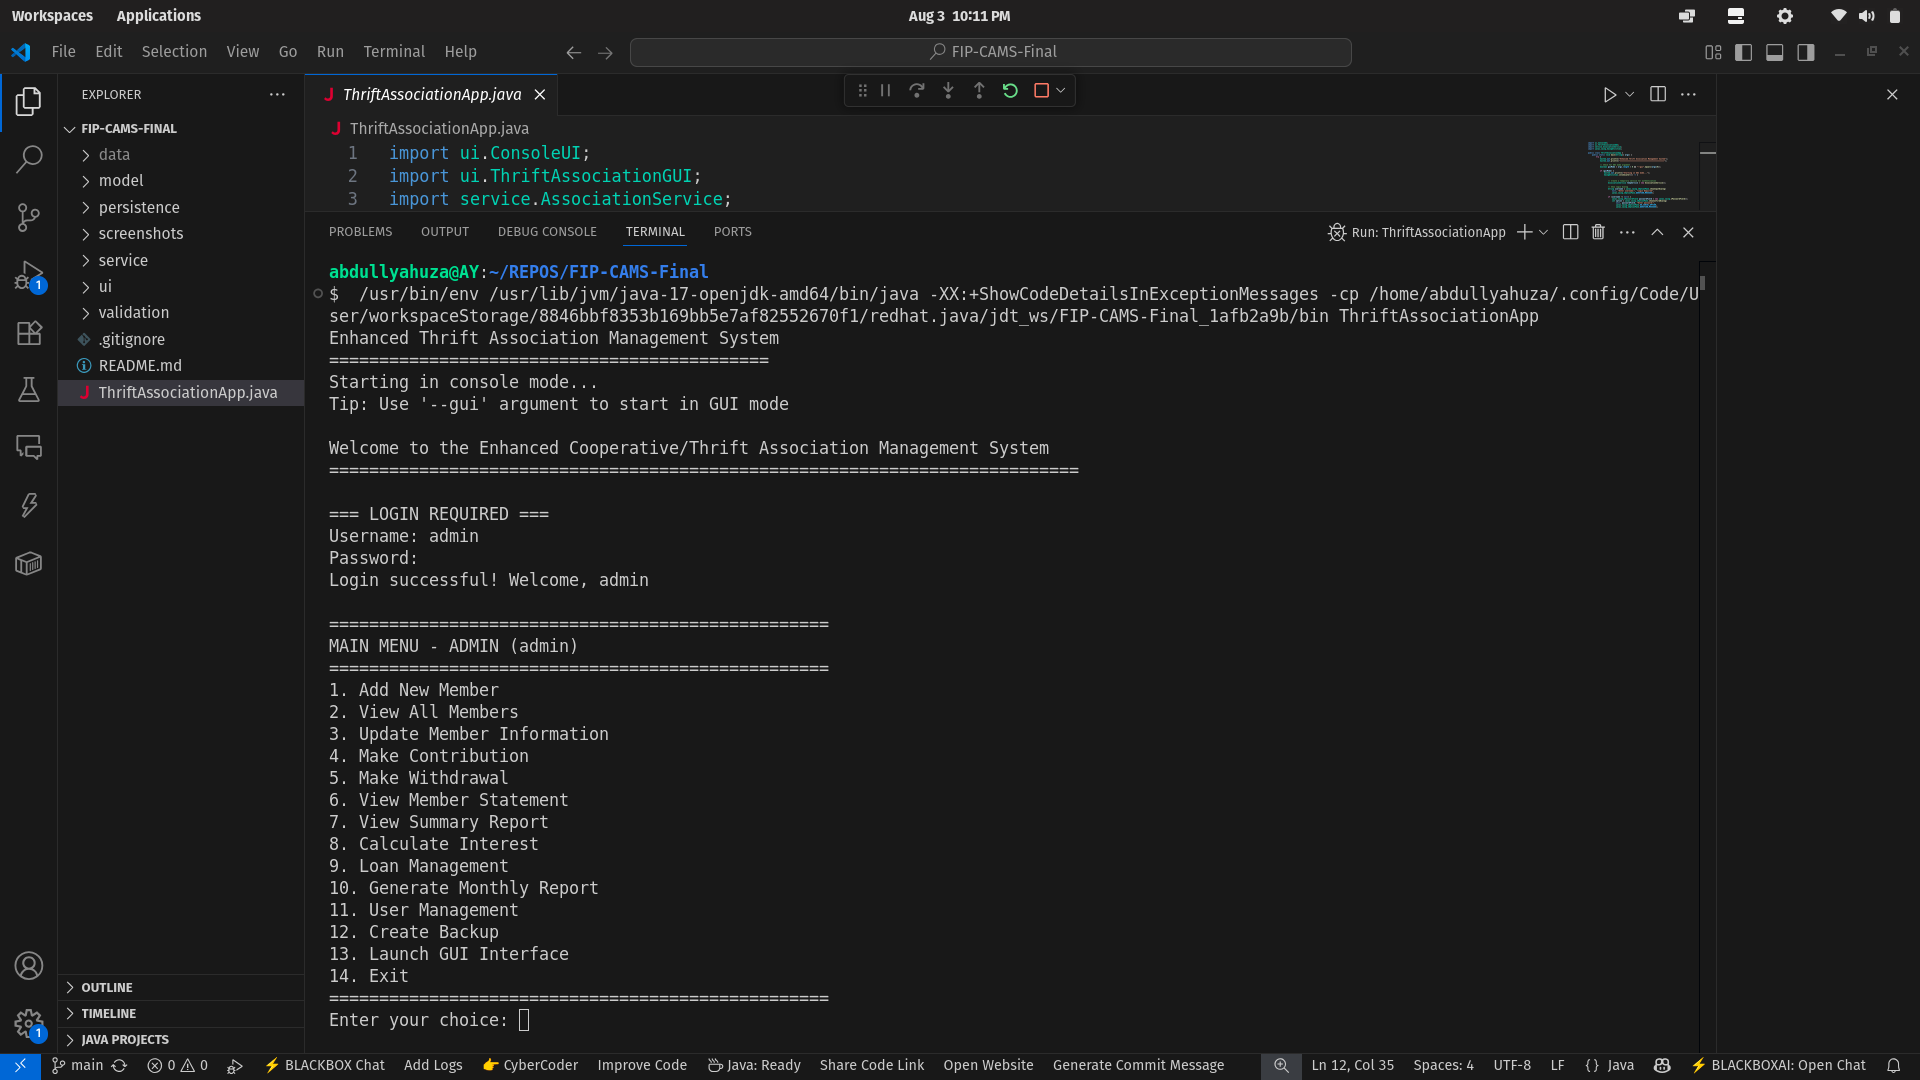 Workspaces Applications Aug 3 10:11 PM
File Edit Selection View Go Run Terminal Help FIP-CAMS-Final
EXPLORER
FIP-CAMS-FINAL
data
model
persistence
screenshots
service
ui
validation
.gitignore
README.md
ThriftAssociationApp.java
OUTLINE
TIMELINE
JAVA PROJECTS
1
1
ThriftAssociationApp.java
ThriftAssociationApp.java
1 import ui.ConsoleUI;
2 import ui.ThriftAssociationGUI;
3 import service.AssociationService;
PROBLEMS OUTPUT DEBUG CONSOLE TERMINAL PORTS Run: ThriftAssociationApp
abdullyahuza@AY:~/REPOS/FIP-CAMS-Final
$ /usr/bin/env /usr/lib/jvm/java-17-openjdk-amd64/bin/java -XX:+ShowCodeDetailsInExceptionMessages -cp /home/abdullyahuza/.config/Code/U
ser/workspaceStorage/8846bbf8353b169bb5e7af82552670f1/redhat.java/jdt_ws/FIP-CAMS-Final_1afb2a9b/bin ThriftAssociationApp
Enhanced Thrift Association Management System
============================================
Starting in console mode...
Tip: Use '--gui' argument to start in GUI mode
Welcome to the Enhanced Cooperative/Thrift Association Management System
===========================================================================
=== LOGIN REQUIRED ===
Username: admin
Password:
Login successful! Welcome, admin
==================================================
MAIN MENU - ADMIN (admin)
==================================================
1. Add New Member
2. View All Members
3. Update Member Information
4. Make Contribution
5. Make Withdrawal
6. View Member Statement
7. View Summary Report
8. Calculate Interest
9. Loan Management
10. Generate Monthly Report
11. User Management
12. Create Backup
13. Launch GUI Interface
14. Exit
==================================================
Enter your choice:
main 0 0 BLACKBOX Chat Add Logs CyberCoder Improve Code Java: Ready Share Code Link Open Website Generate Commit Message Ln 12, Col 35 Spaces: 4 UTF-8 LF {} Java BLACKBOXAI: Open Chat